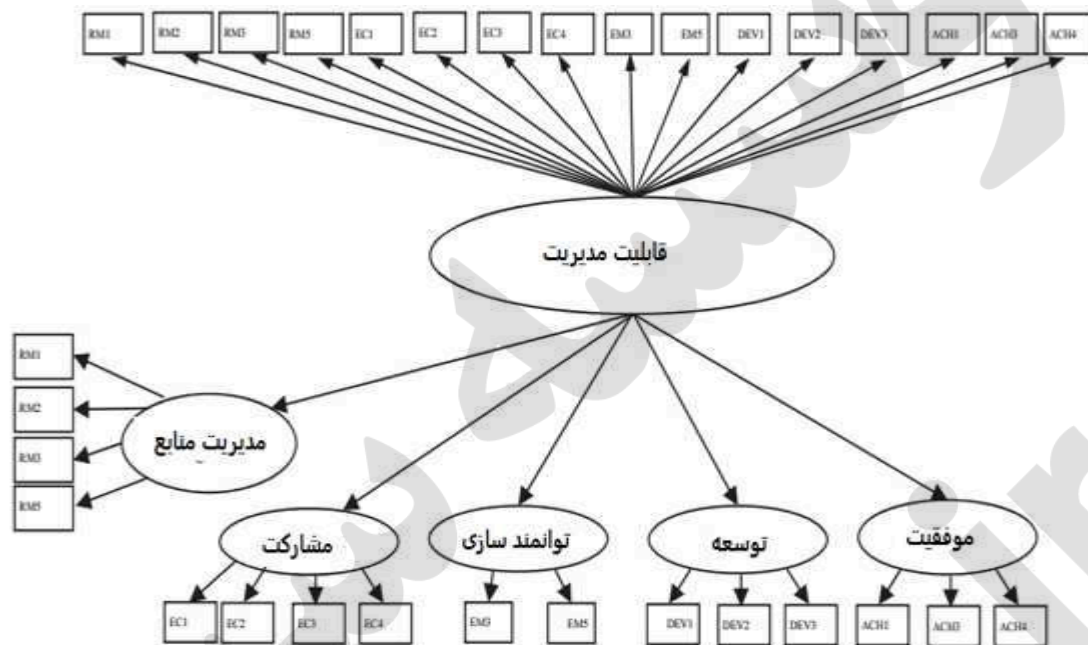 RM1 RM2 RM3 RM5 EC1 EC2 EC3 EC4 EM3 EM5 DEV1 DEV2 DEV3 ACH1 ACH3 ACH4
قابلیت مدیریت
RM1
RM2
مدیریت منابع
RM3
RM5
مشارکت
توانمند سازی
توسعه
موفقیت
EC1 EC2 EC3 EC4 EM3 EM5 DEV1 DEV2 DEV3 ACH1 ACH3 ACH4